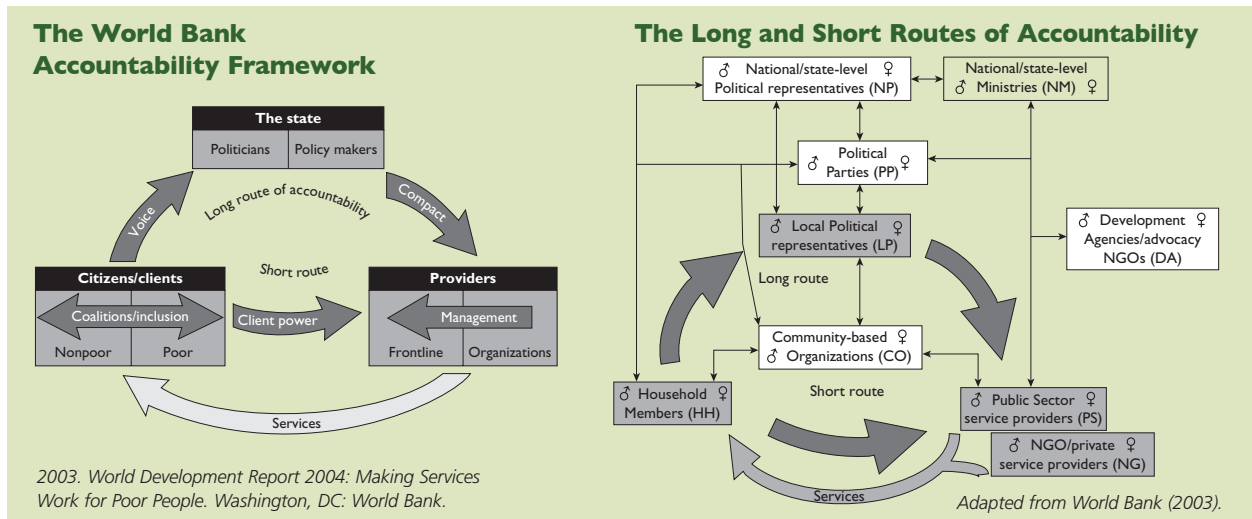 The World Bank
Accountability Framework
The state
Politicians
Policy makers
Long route of accountability
Voice
Compact
Citizens/clients
Short route
Providers
Coalitions/inclusion
Client power
Management
Nonpoor
Poor
Frontline
Organizations
Services
2003. World Development Report 2004: Making Services
Work for Poor People. Washington, DC: World Bank.
The Long and Short Routes of Accountability
♂ National/state-level ♀
Political representatives (NP)
National/state-level
♂ Ministries (NM) ♀
♂ Political ♀
Parties (PP)
♂ Local Political ♀
representatives (LP)
♂ Development ♀
Agencies/advocacy
NGOs (DA)
Long route
Community-based ♀
♂ Organizations (CO)
♂ Household ♀
Members (HH)
Short route
♂ Public Sector ♀
service providers (PS)
♂ NGO/private ♀
service providers (NG)
Services
Adapted from World Bank (2003).